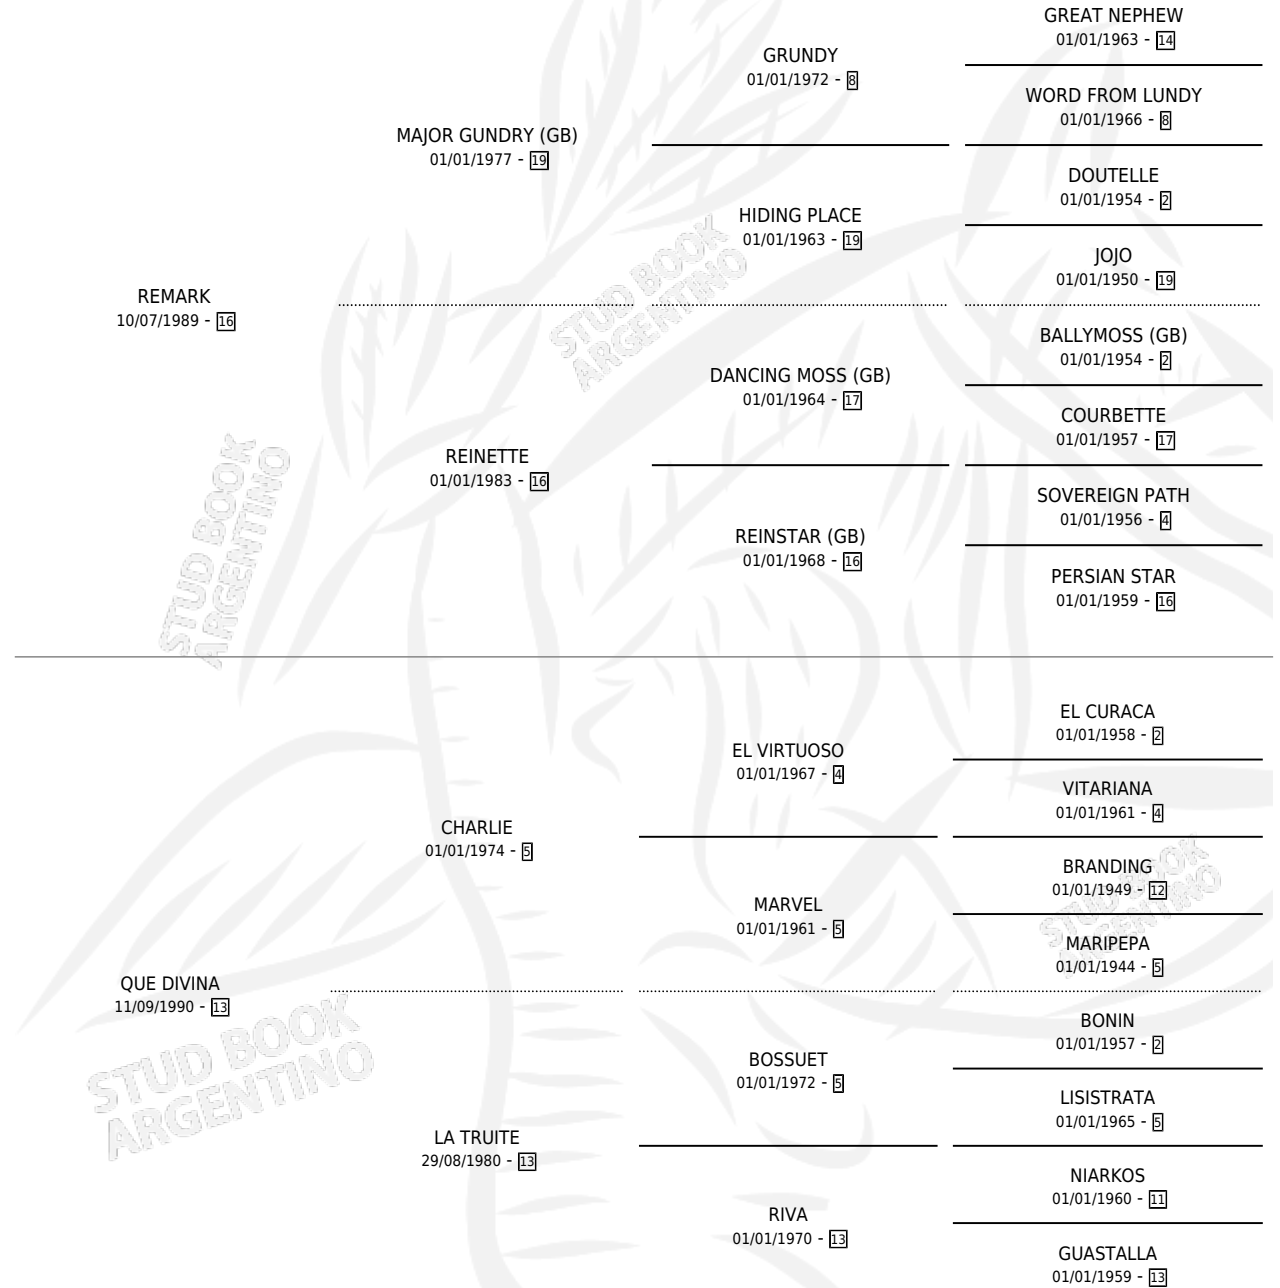 GREAT NEPHEW
01/01/1963 - 14
GRUNDY
01/01/1972 - 8
WORD FROM LUNDY
01/01/1966 - 8
MAJOR GUNDRY (GB)
01/01/1977 - 19
DOUTELLE
01/01/1954 - 2
HIDING PLACE
01/01/1963 - 19
JOJO
01/01/1950 - 19
REMARK
10/07/1989 - 16
BALLYMOSS (GB)
01/01/1954 - 2
DANCING MOSS (GB)
01/01/1964 - 17
COURBETTE
01/01/1957 - 17
REINETTE
01/01/1983 - 16
SOVEREIGN PATH
01/01/1956 - 4
REINSTAR (GB)
01/01/1968 - 16
PERSIAN STAR
01/01/1959 - 16
STUD BOOK
ARGENTINO
STUD BOOK
ARGENTINO
EL CURACA
01/01/1958 - 2
EL VIRTUOSO
01/01/1967 - 4
VITARIANA
01/01/1961 - 4
CHARLIE
01/01/1974 - 5
BRANDING
01/01/1949 - 12
MARVEL
01/01/1961 - 5
MARIPEPA
01/01/1944 - 5
STUD BOOK
ARGENTINO
QUE DIVINA
11/09/1990 - 13
BONIN
01/01/1957 - 2
BOSSUET
01/01/1972 - 5
LISISTRATA
01/01/1965 - 5
STUD BOOK
ARGENTINO
LA TRUITE
29/08/1980 - 13
NIARKOS
01/01/1960 - 11
RIVA
01/01/1970 - 13
GUASTALLA
01/01/1959 - 13